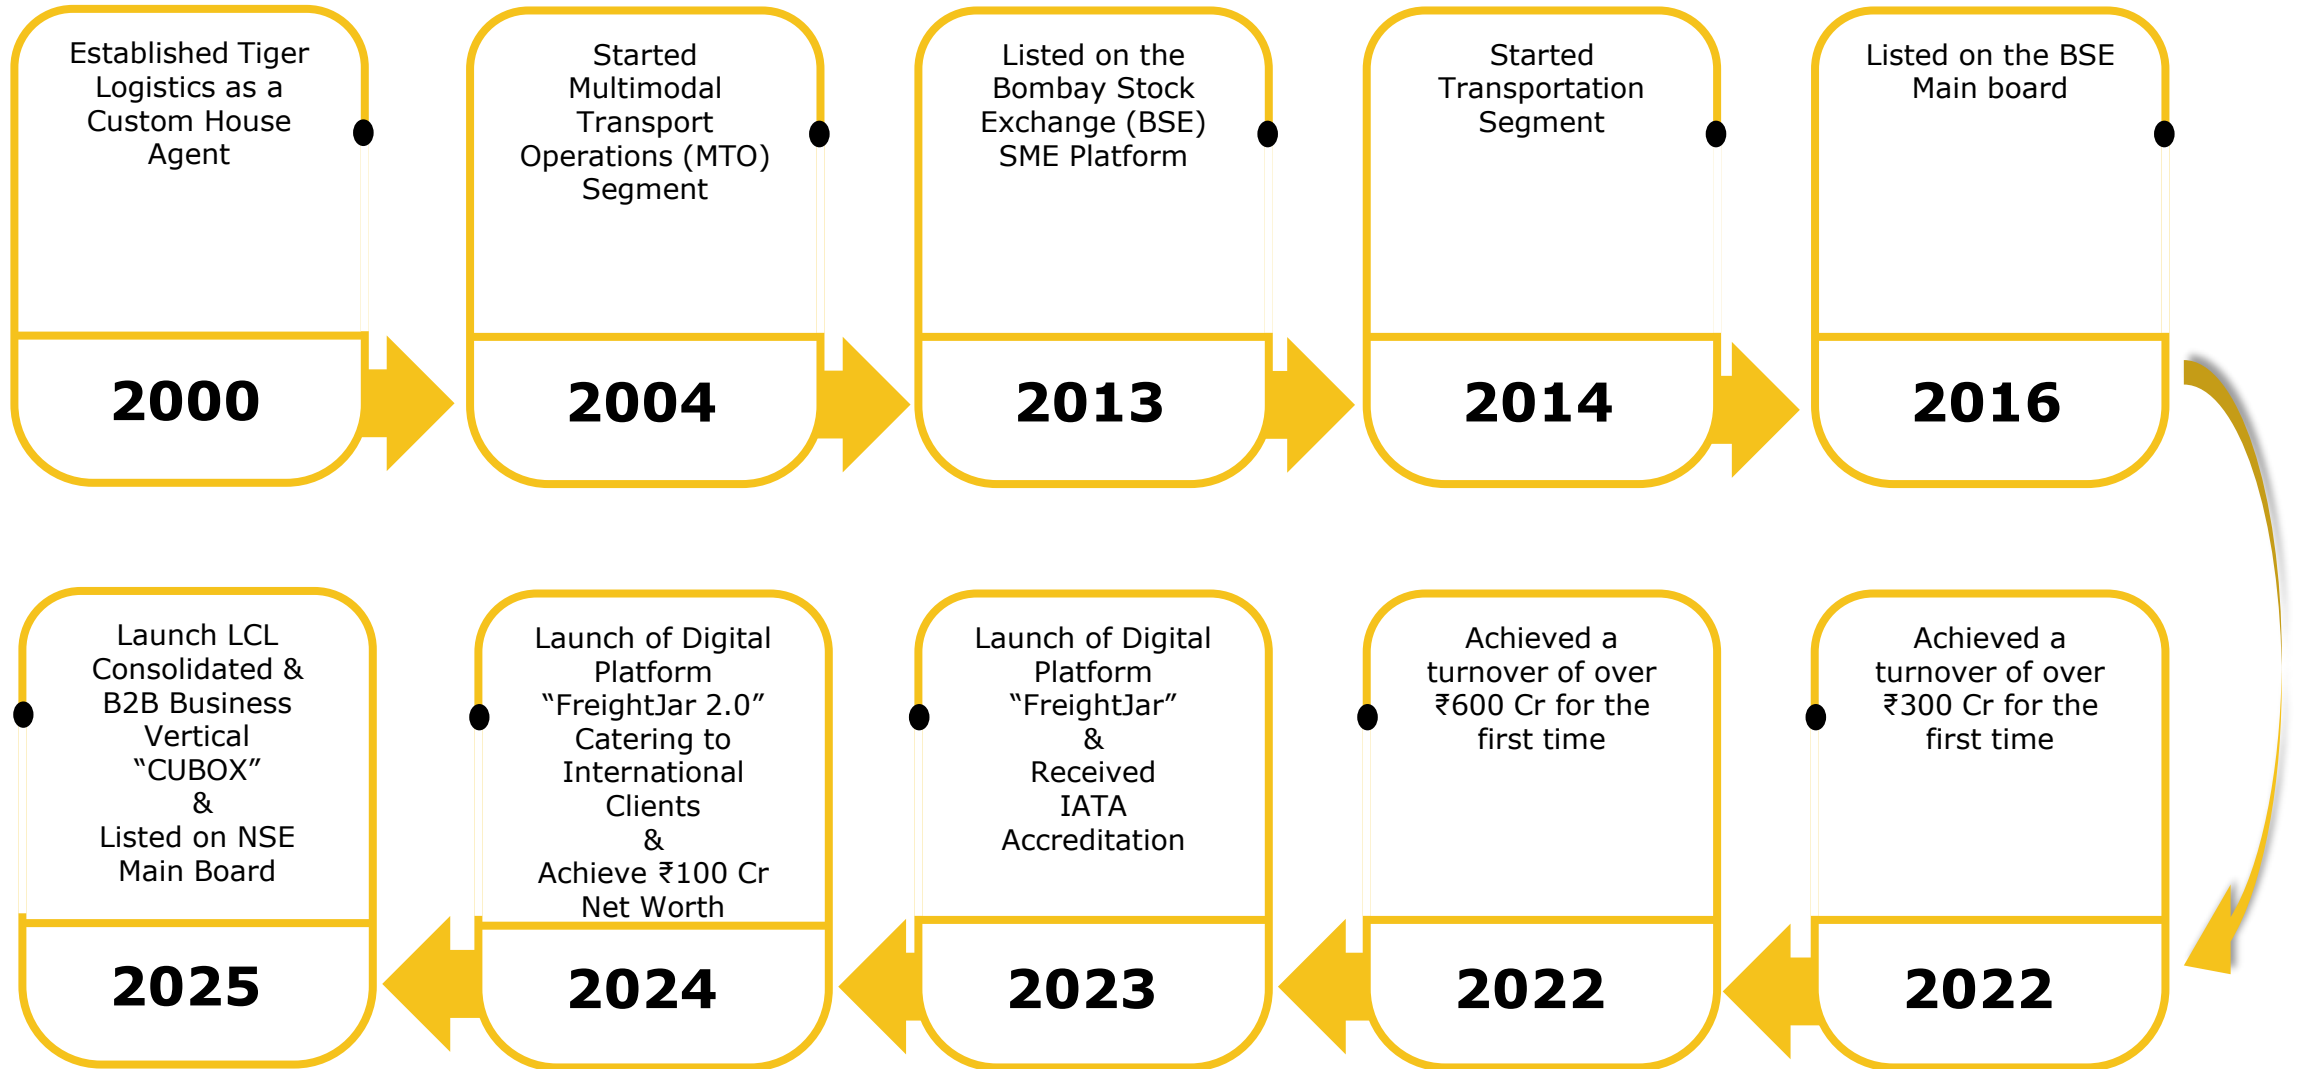 Established Tiger
Logistics as a
Custom House
Agent
2000
Started
Multimodal
Transport
Operations (MTO)
Segment
2004
Listed on the
Bombay Stock
Exchange (BSE)
SME Platform
2013
Started
Transportation
Segment
2014
Listed on the BSE
Main board
2016
Achieved a
turnover of over
₹300 Cr for the
first time
2022
Achieved a
turnover of over
₹600 Cr for the
first time
2022
Launch of Digital
Platform
“FreightJar”
&
Received
IATA
Accreditation
2023
Launch of Digital
Platform
“FreightJar 2.0”
Catering to
International
Clients
&
Achieve ₹100 Cr
Net Worth
2024
Launch LCL
Consolidated &
B2B Business
Vertical
“CUBOX”
&
Listed on NSE
Main Board
2025